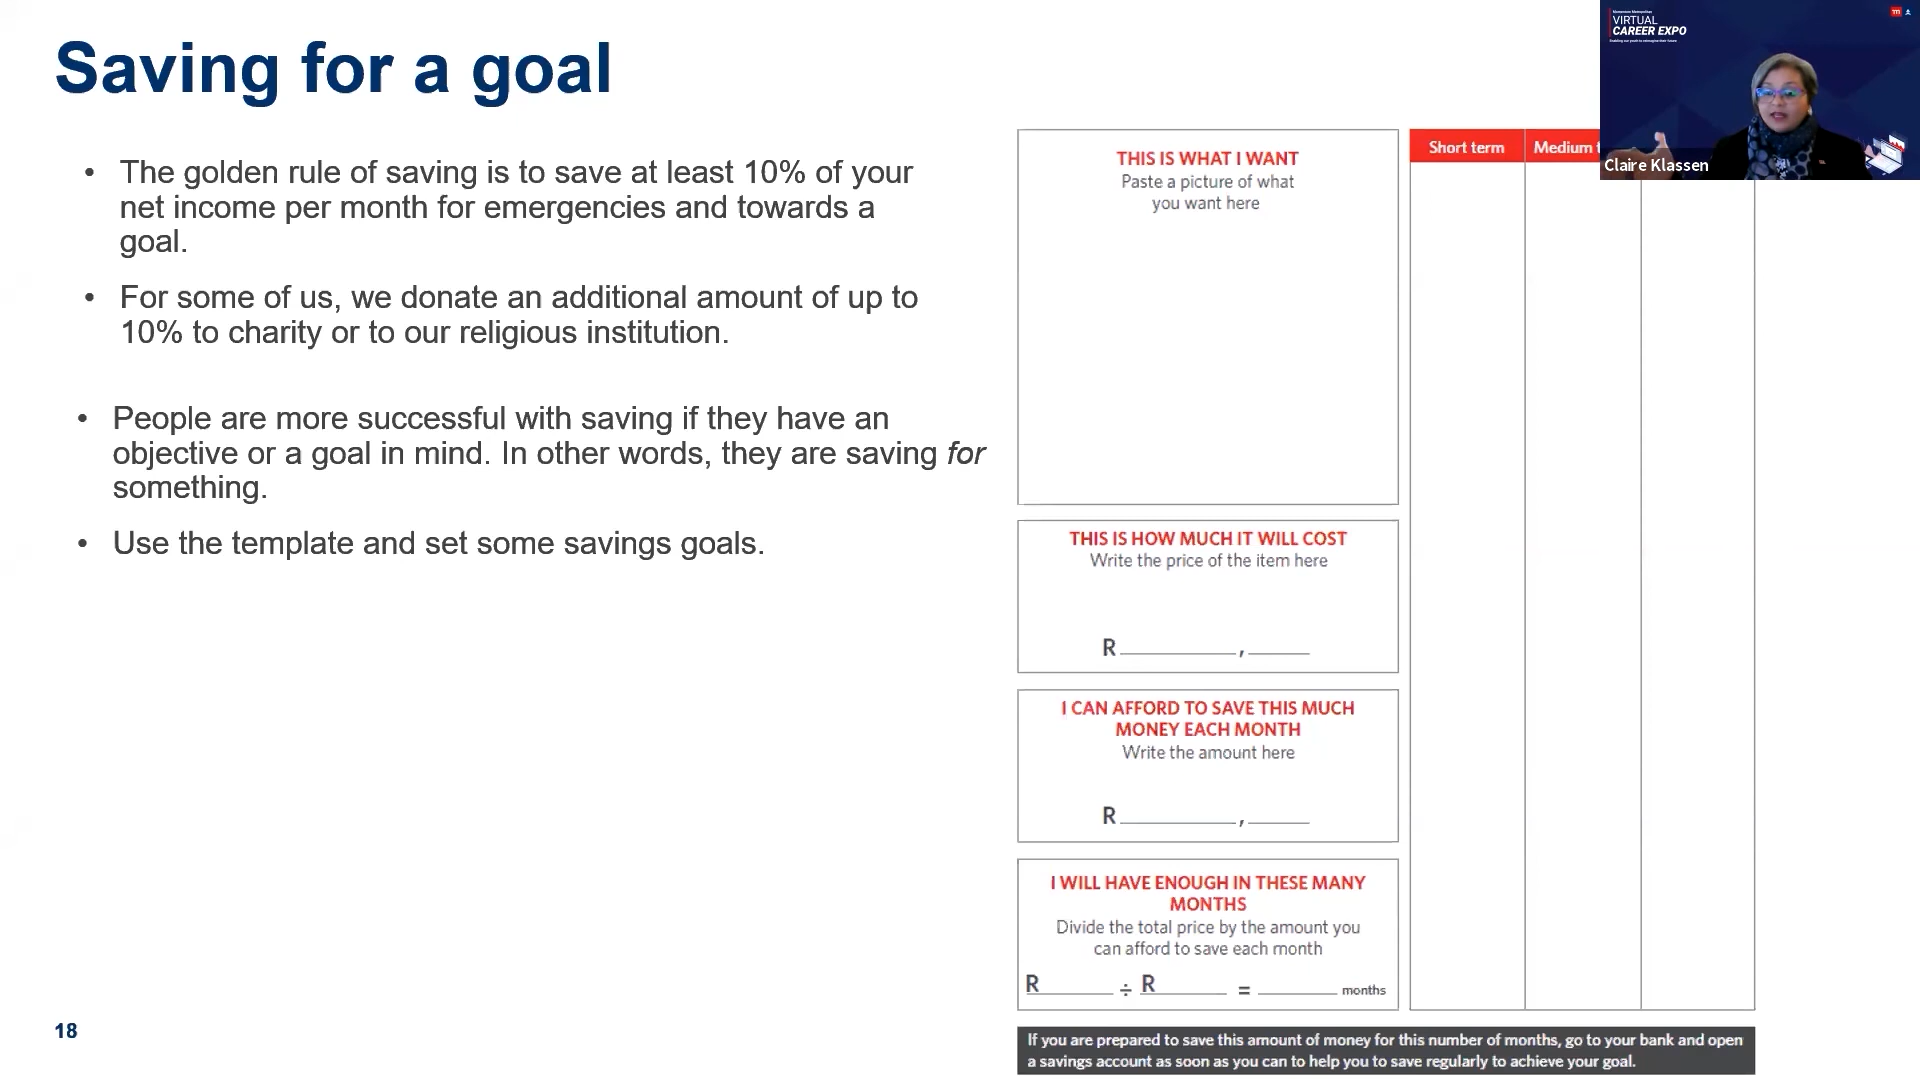 Saving for a goal
• The golden rule of saving is to save at least 10% of your
net income per month for emergencies and towards a
goal.
• For some of us, we donate an additional amount of up to
10% to charity or to our religious institution.
• People are more successful with saving if they have an
objective or a goal in mind. In other words, they are saving for
something.
• Use the template and set some savings goals.
18
THIS IS WHAT I WANT
Paste a picture of what
you want here
THIS IS HOW MUCH IT WILL COST
Write the price of the item here
R , 
I CAN AFFORD TO SAVE THIS MUCH
MONEY EACH MONTH
Write the amount here
R , 
I WILL HAVE ENOUGH IN THESE MANY
MONTHS
Divide the total price by the amount you
can afford to save each month
R ÷ R = months
Short term Medium t
If you are prepared to save this amount of money for this number of months, go to your bank and open
a savings account as soon as you can to help you to save regularly to achieve your goal.
Momentum Metropolitan
VIRTUAL
CAREER EXPO
Claire Klassen